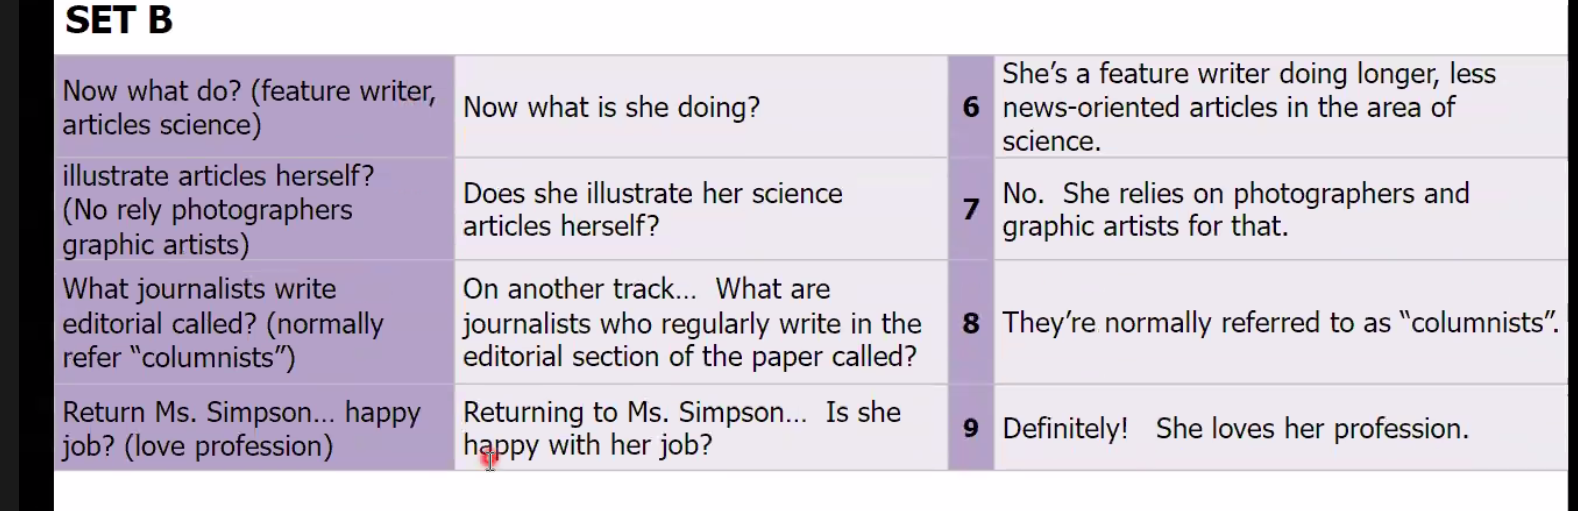 SET B
Now what do? (feature writer,
articles science)
Now what is she doing?
6
She’s a feature writer doing longer, less
news-oriented articles in the area of
science.
illustrate articles herself?
(No rely photographers
graphic artists)
Does she illustrate her science
articles herself?
7
No.  She relies on photographers and
graphic artists for that.
What journalists write
editorial called? (normally
refer “columnists”)
On another track…  What are
journalists who regularly write in the
editorial section of the paper called?
8
They’re normally referred to as “columnists”.
Return Ms. Simpson… happy
job? (love profession)
Returning to Ms. Simpson…  Is she
happy with her job?
9
Definitely!   She loves her profession.